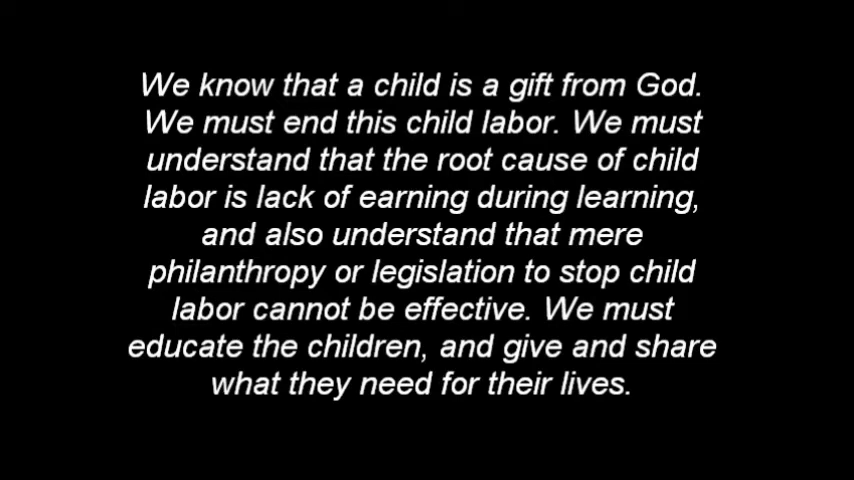 We know that a child is a gift from God.
We must end this child labor. We must
understand that the root cause of child
labor is lack of earning during learning,
and also understand that mere
philanthropy or legislation to stop child
labor cannot be effective. We must
educate the children, and give and share
what they need for their lives.